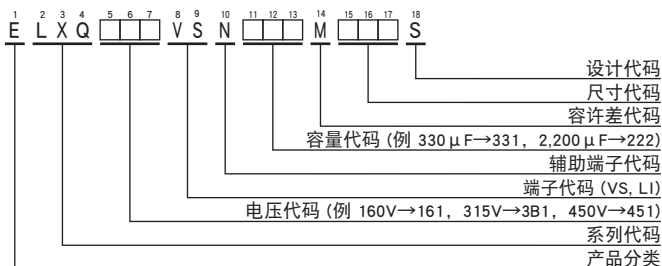 1 2 3 4 5 6 7 8 9 10 11 12 13 14 15 16 17 18
E L X Q □□□ V S N □□□ M □□□ S
设计代码
尺寸代码
容许差代码
容量代码 (例 330μF→331, 2,200μF→222)
辅助端子代码
端子代码 (VS, LI)
电压代码 (例 160V→161, 315V→3B1, 450V→451)
系列代码
产品分类